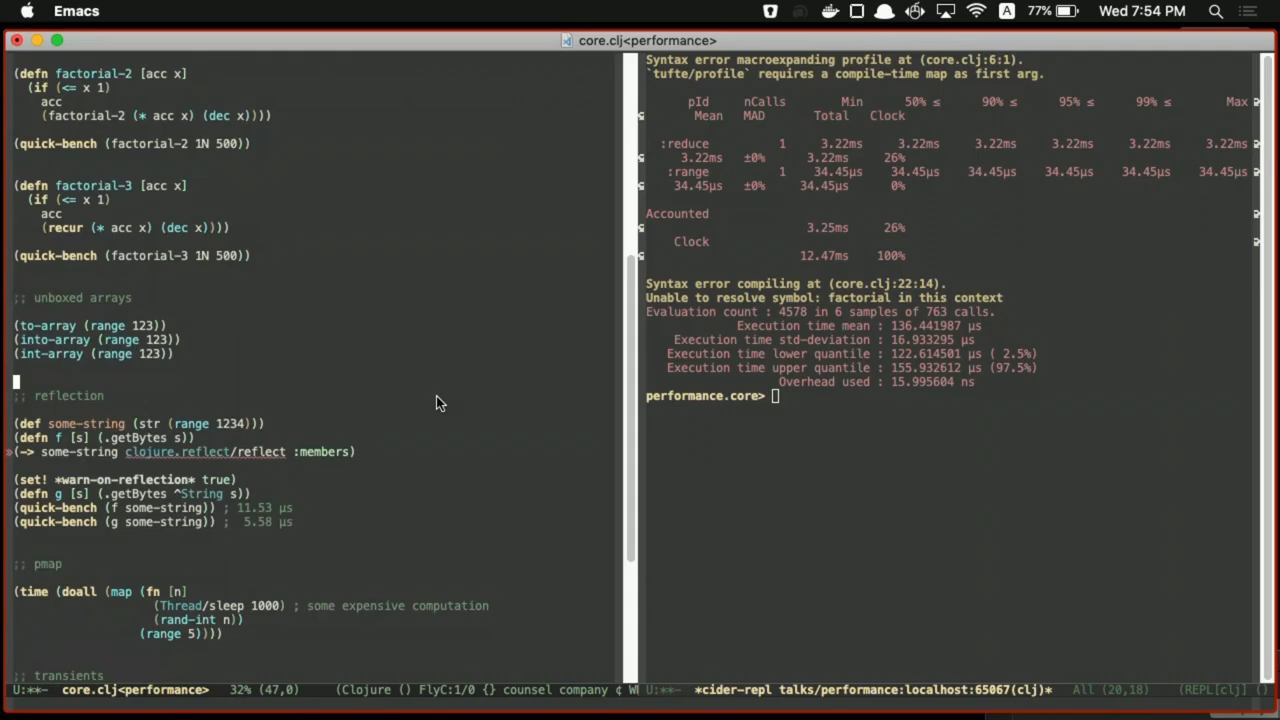 Emacs
A
77%
Wed 7:54 PM
core.clj<performance>
(defn factorial-2 [acc x]
(if (<= x 1)
acc
(factorial-2 (* acc x) (dec x))))
(quick-bench (factorial-2 1N 500))
(defn factorial-3 [acc x]
(if (<= x 1)
acc
(recur (* acc x) (dec x))))
(quick-bench (factorial-3 1N 500))
;; unboxed arrays
(to-array (range 123))
(into-array (range 123))
(int-array (range 123))
;; reflection
(def some-string (str (range 1234)))
(defn f [s] (.getBytes s))
»(-> some-string clojure.reflect/reflect :members)
(set! *warn-on-reflection* true)
(defn g [s] (.getBytes ^String s))
(quick-bench (f some-string)) ; 11.53 µs
(quick-bench (g some-string)) ;  5.58 µs
;; pmap
(time (doall (map (fn [n]
(Thread/sleep 1000) ; some expensive computation
(rand-int n))
(range 5))))
;; transients
U:**-  core.clj<performance>   32% (47,0)     (Clojure () FlyC:1/0 {} counsel company ¢ W
Syntax error macroexpanding profile at (core.clj:6:1).
`tufte/profile` requires a compile-time map as first arg.
pId     nCalls        Min      50% ≤      90% ≤      95% ≤      99% ≤        Max
Mean   MAD      Total   Clock
:reduce          1     3.22ms     3.22ms     3.22ms     3.22ms     3.22ms     3.22ms
3.22ms   ±0%     3.22ms     26%
:range          1    34.45µs    34.45µs    34.45µs    34.45µs    34.45µs    34.45µs
34.45µs   ±0%    34.45µs      0%
Accounted
3.25ms     26%
Clock
12.47ms    100%
Syntax error compiling at (core.clj:22:14).
Unable to resolve symbol: factorial in this context
Evaluation count : 4578 in 6 samples of 763 calls.
Execution time mean : 136.441987 µs
Execution time std-deviation : 16.933295 µs
Execution time lower quantile : 122.614501 µs ( 2.5%)
Execution time upper quantile : 155.932612 µs (97.5%)
Overhead used : 15.995604 ns
performance.core>
U:**-  *cider-repl talks/performance:localhost:65067(clj)*   All (20,18)    (REPL[clj] ()